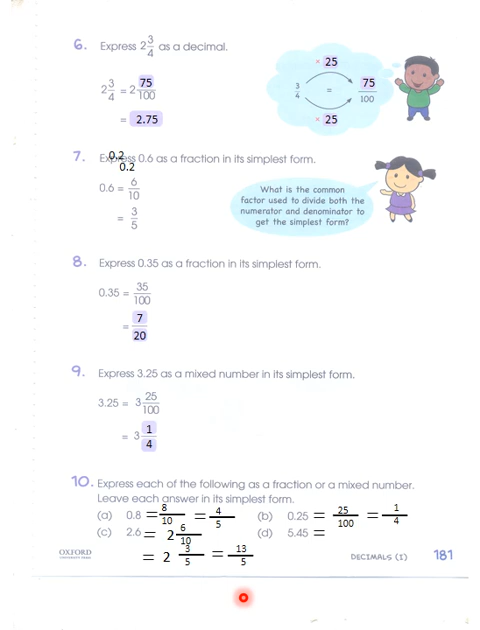 6. Express 2 3/4 as a decimal.
2 3/4 = 2 75/100
= 2.75
× 25
3/4 = 75/100
× 25
7. Express 0.6 as a fraction in its simplest form.
0.2
0.2
0.6 = 6/10
= 3/5
What is the common
factor used to divide both the
numerator and denominator to
get the simplest form?
8. Express 0.35 as a fraction in its simplest form.
0.35 = 35/100
= 7/20
9. Express 3.25 as a mixed number in its simplest form.
3.25 = 3 25/100
= 3 1/4
10. Express each of the following as a fraction or a mixed number.
Leave each answer in its simplest form.
(a) 0.8 = 8/10 = 4/5 (b) 0.25 = 25/100 = 1/4
(c) 2.6 = 2 6/10 (d) 5.45 =
= 2 3/5 = 13/5
OXFORD
DECIMALS (1) 181